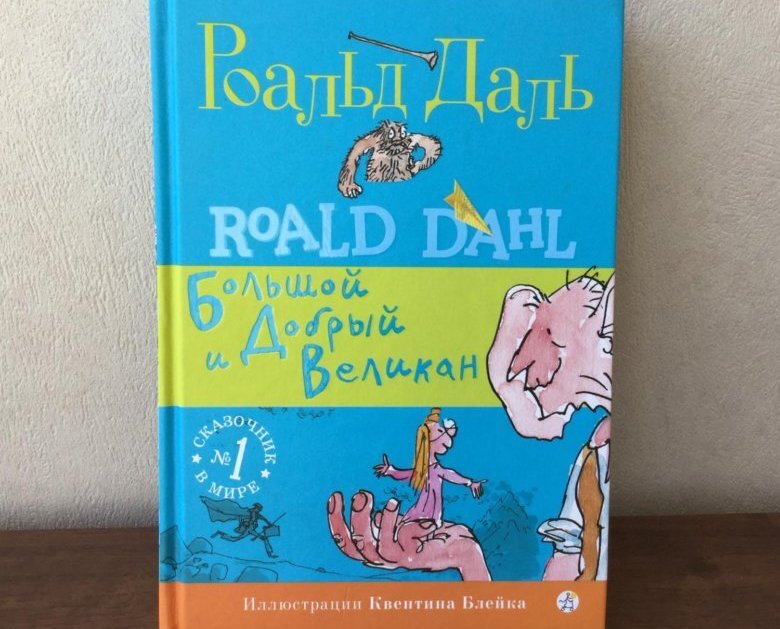 Роальд Даль
ROALD DAHL
Большой
и Добрый
Великан
СКАЗОЧНИК
№1
В МИРЕ
Иллюстрации Квентина Блейка